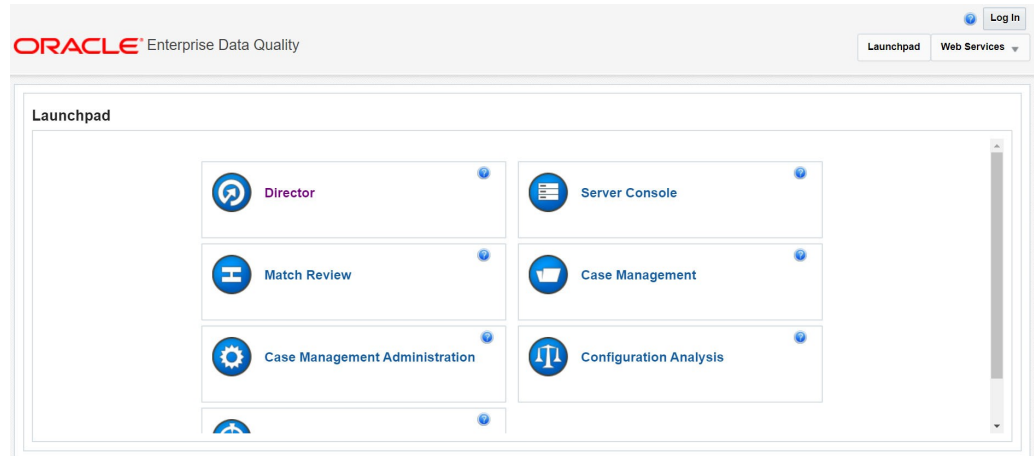 Log In
ORACLE Enterprise Data Quality
Launchpad Web Services
Launchpad
Director
Server Console
Match Review
Case Management
Case Management Administration
Configuration Analysis